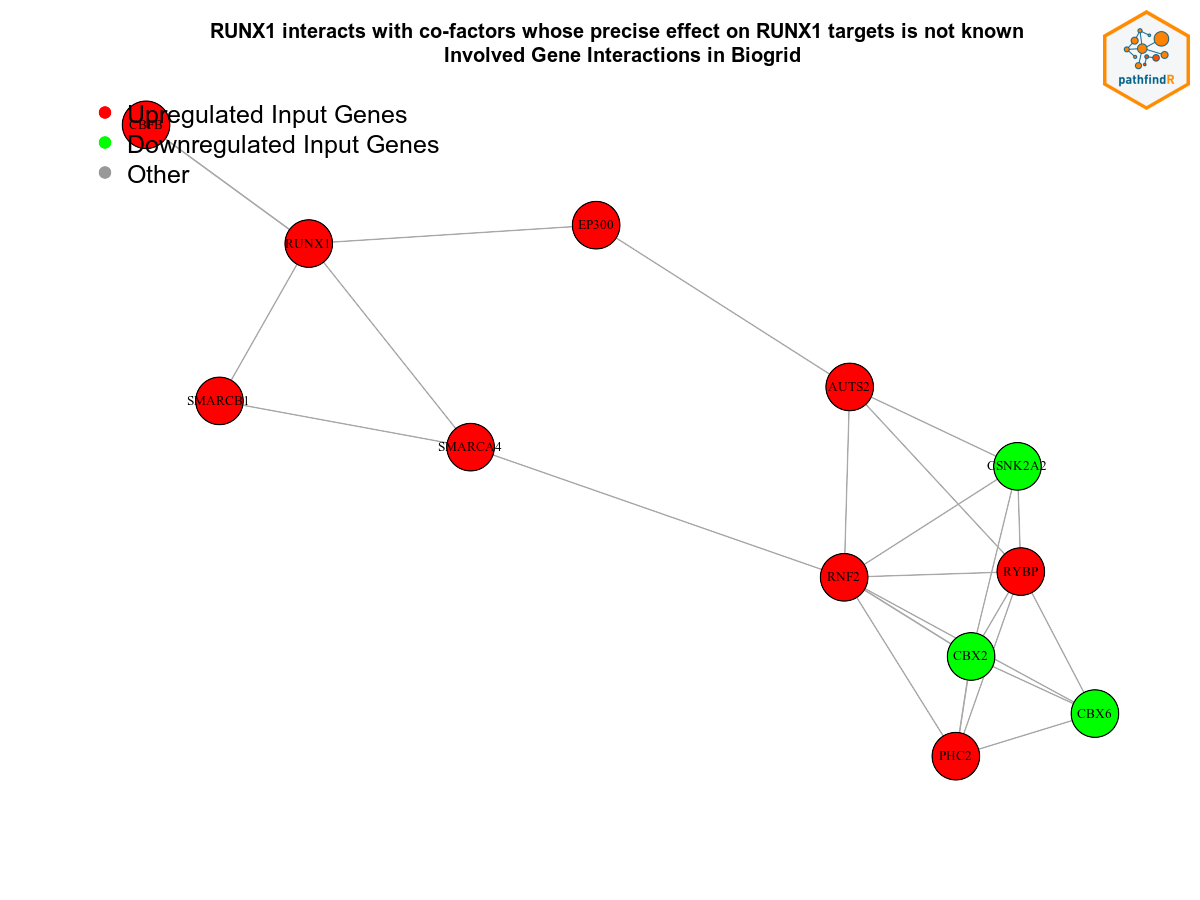 RUNX1 interacts with co-factors whose precise effect on RUNX1 targets is not known
Involved Gene Interactions in Biogrid
pathfindR
Upregulated Input Genes
CBFB
Downregulated Input Genes
Other
EP300
RUNX1
AUTS2
SMARCB1
SMARCA4
CSNK2A2
RNF2
RYBP
CBX2
CBX6
PHC2